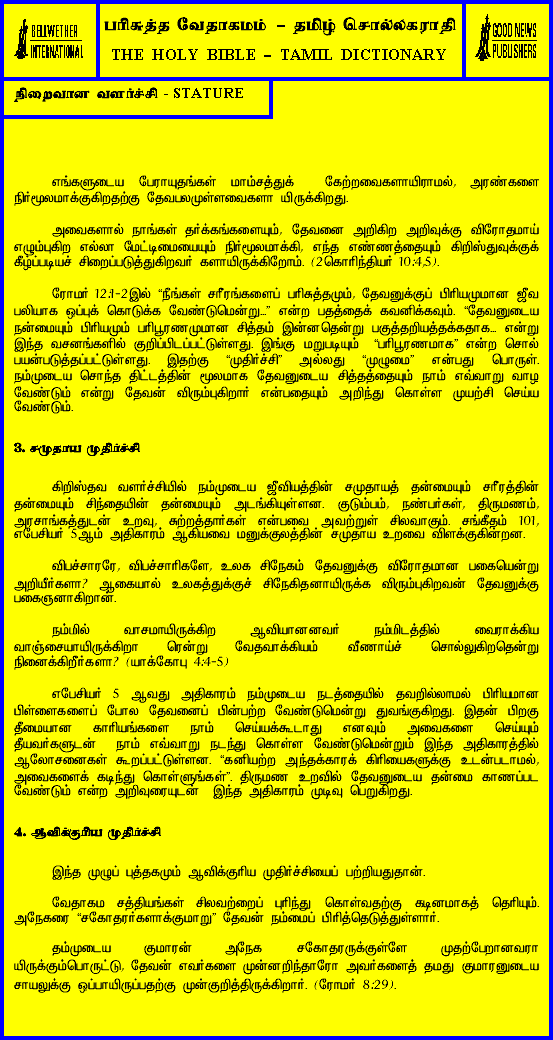 BELLWETHER
INTERNATIONAL
பரிசுத்த வேதாகமம் – தமிழ் சொல்லகராதி
THE HOLY BIBLE – TAMIL DICTIONARY
GOOD NEWS
PUBLISHERS
நிறைவான வளர்ச்சி - STATURE
எங்களுடைய பேராயுதங்கள் மாம்சத்துக் கேற்றவைகளாயிராமல், அரண்களை
நிர்மூலமாக்குகிறதற்கு தேவபலமுள்ளவைகளா யிருக்கிறது.
அவைகளால் நாங்கள் தர்க்கங்களையும், தேவனை அறிகிற அறிவுக்கு விரோதமாய்
எழும்புகிற எல்லா மேட்டிமையையும் நிர்மூலமாக்கி, எந்த எண்ணத்தையும் கிறிஸ்துவுக்குக்
கீழ்ப்படியச் சிறைப்படுத்துகிறவர் களாயிருக்கிறோம். (2கொரிந்தியர் 10:4,5).
ரோமர் 12:1-2இல் “நீங்கள் சரீரங்களைப் பரிசுத்தமும், தேவனுக்குப் பிரியமுமான ஜீவ
பலியாக ஒப்புக் கொடுக்க வேண்டுமென்று...” என்ற பதத்தைக் கவனிக்கவும். “தேவனுடைய
நன்மையும் பிரியமும் பரிபூரணமுமான சித்தம் இன்னதென்று பகுத்தறியத்தக்கதாக... என்று
இந்த வசனங்களில் குறிப்பிடப்பட்டுள்ளது. இங்கு மறுபடியும் “பரிபூரணமாக” என்ற சொல்
பயன்படுத்தப்பட்டுள்ளது. இதற்கு “முதிர்ச்சி” அல்லது “முழுமை” என்பது பொருள்.
நம்முடைய சொந்த திட்டத்தின் மூலமாக தேவனுடைய சித்தத்தையும் நாம் எவ்வாறு வாழ
வேண்டும் என்று தேவன் விரும்புகிறார் என்பதையும் அறிந்து கொள்ள முயற்சி செய்ய
வேண்டும்.
3. சமுதாய முதிர்ச்சி
கிறிஸ்தவ வளர்ச்சியில் நம்முடைய ஜீவியத்தின் சமுதாயத் தன்மையும் சரீரத்தின்
தன்மையும் சிந்தையின் தன்மையும் அடங்கியுள்ளன. குடும்பம், நண்பர்கள், திருமணம்,
அரசாங்கத்துடன் உறவு, சுற்றத்தார்கள் என்பவை அவற்றுள் சிலவாகும். சங்கீதம் 101,
எபேசியர் 5ஆம் அதிகாரம் ஆகியவை மனுக்குலத்தின் சமுதாய உறவை விளக்குகின்றன.
விபச்சாரரே, விபச்சாரிகளே, உலக சிநேகம் தேவனுக்கு விரோதமான பகையென்று
அறியீர்களா? ஆகையால் உலகத்துக்குச் சிநேகிதனாயிருக்க விரும்புகிறவன் தேவனுக்கு
பகைஞனாகிறான்.
நம்மில் வாசமாயிருக்கிற ஆவியானனவர் நம்மிடத்தில் வைராக்கிய
வாஞ்சையாயிருக்கிறா ரென்று வேதவாக்கியம் வீணாய்ச் சொல்லுகிறதென்று
நினைக்கிறீர்களா? (யாக்கோபு 4:4-5)
எபேசியர் 5 ஆவது அதிகாரம் நம்முடைய நடத்தையில் தவறில்லாமல் பிரியமான
பிள்ளைகளைப் போல தேவனைப் பின்பற்ற வேண்டுமென்று துவங்குகிறது. இதன் பிறகு
தீமையான காரியங்களை நாம் செய்யக்கூடாது எனவும் அவைகளை செய்யும்
தீயவர்களுடன் நாம் எவ்வாறு நடந்து கொள்ள வேண்டுமென்றும் இந்த அதிகாரத்தில்
ஆலோசனைகள் கூறப்பட்டுள்ளன. “கனியற்ற அந்தக்காரக் கிரியைகளுக்கு உடன்படாமல்,
அவைகளைக் கடிந்து கொள்ளுங்கள்”. திருமண உறவில் தேவனுடைய தன்மை காணப்பட
வேண்டும் என்ற அறிவுரையுடன் இந்த அதிகாரம் முடிவு பெறுகிறது.
4. ஆவிக்குரிய முதிர்ச்சி
இந்த முழுப் புத்தகமும் ஆவிக்குரிய முதிர்ச்சியைப் பற்றியதுதான்.
வேதாகம சத்தியங்கள் சிலவற்றைப் புரிந்து கொள்வதற்கு கடினமாகத் தெரியும்.
அநேகரை “சகோதரர்களாக்குமாறு” தேவன் நம்மைப் பிரித்தெடுத்துள்ளார்.
தம்முடைய குமாரன் அநேக சகோதரருக்குள்ளே முதற்பேறானவரா
யிருக்கும்பொருட்டு, தேவன் எவர்களை முன்னறிந்தாரோ அவர்களைத் தமது குமாரனுடைய
சாயலுக்கு ஒப்பாயிருப்பதற்கு முன்குறித்திருக்கிறார். (ரோமர் 8:29).